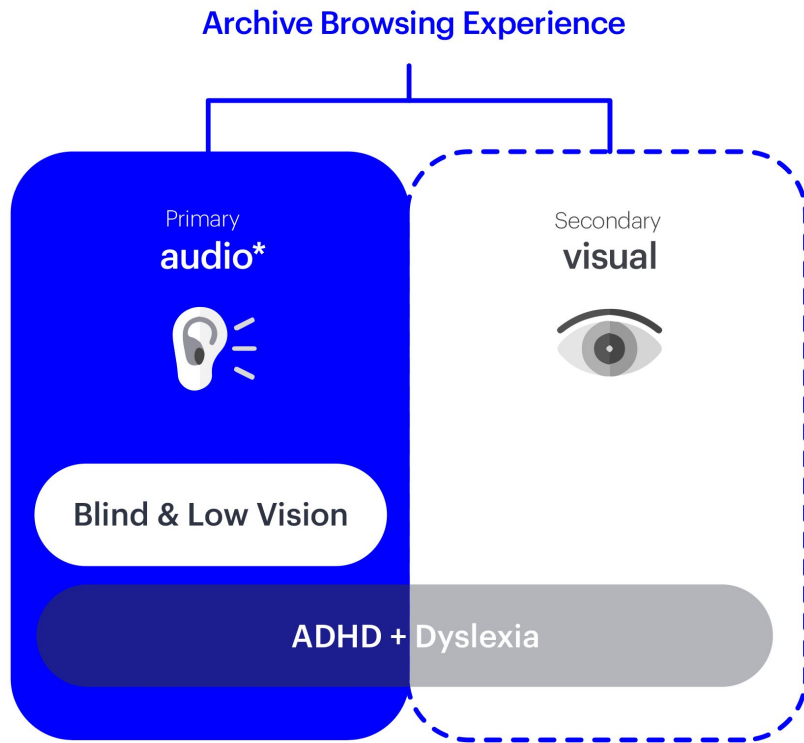 Archive Browsing Experience
Primary
audio*
Secondary
visual
Blind & Low Vision
ADHD + Dyslexia